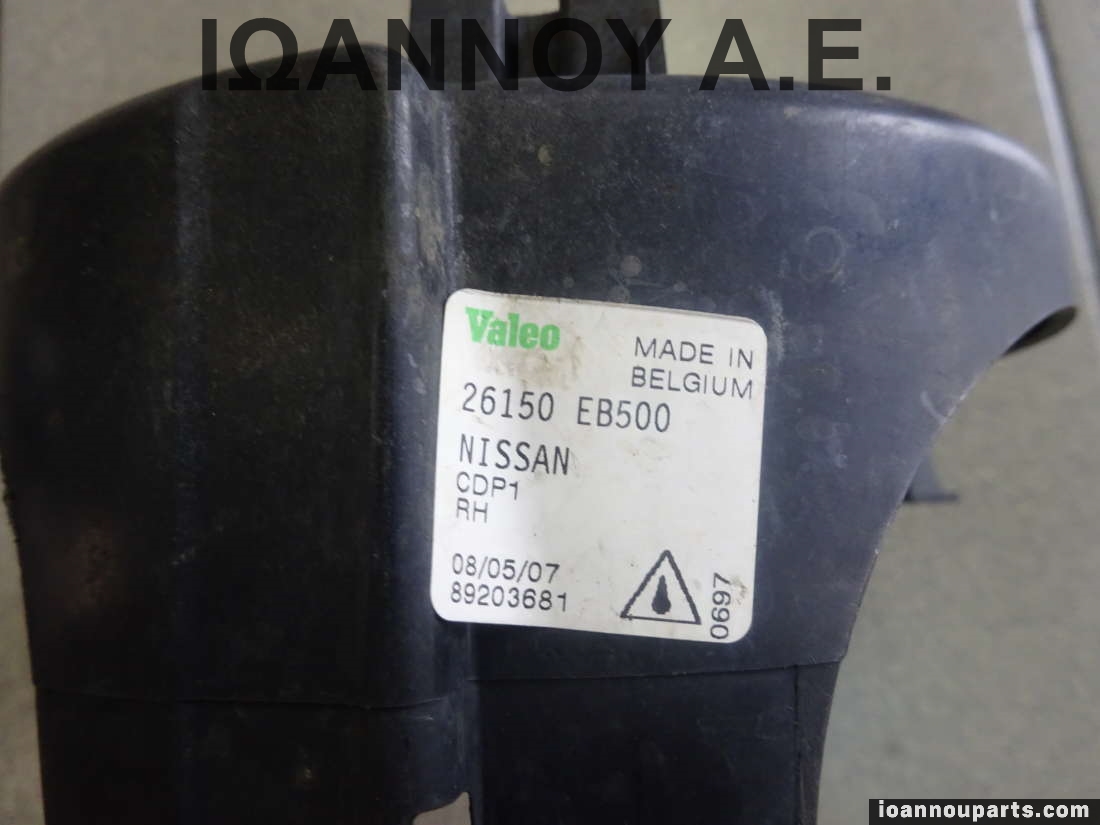 ΙΩΑΝΝΟΥ Α.Ε.
Valeo
MADE IN
BELGIUM
26150 EB500
NISSAN
CDP1
RH
08/05/07
89203681
0697
ioannouparts.com